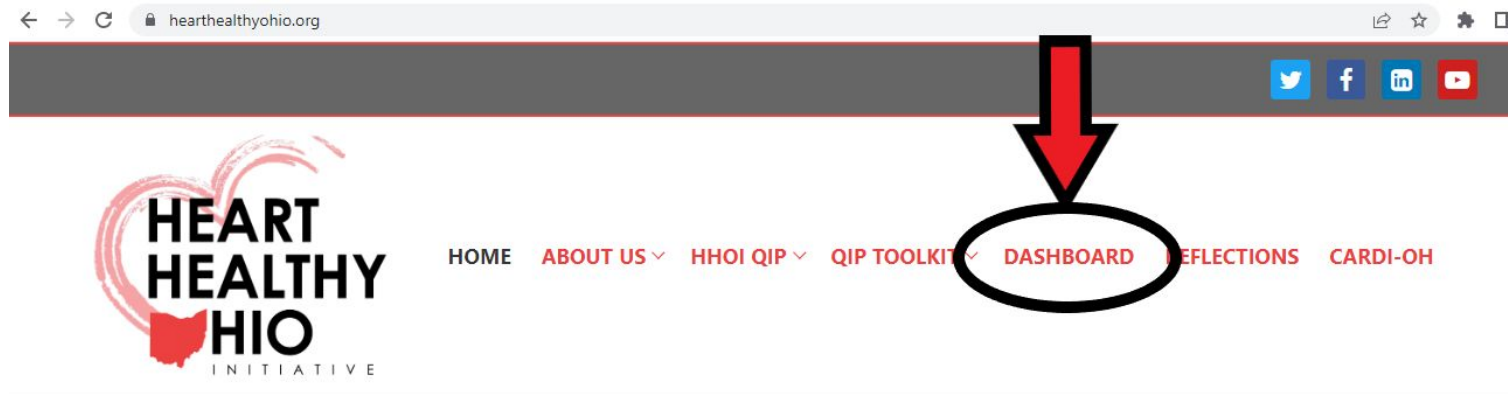 hearthealthyohio.org
HEART
HEALTHY
HIO
INITIATIVE
HOME ABOUT US HHOI QIP QIP TOOLKIT DASHBOARD EFLECTIONS CARDI-OH